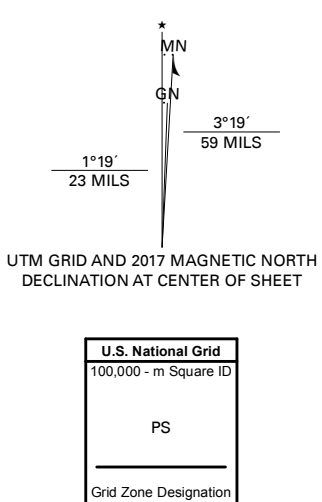 ★
MN
GN
3°19´
59 MILS
1°19´
23 MILS
UTM GRID AND 2017 MAGNETIC NORTH
DECLINATION AT CENTER OF SHEET
U.S. National Grid
100,000 - m Square ID
PS
Grid Zone Designation